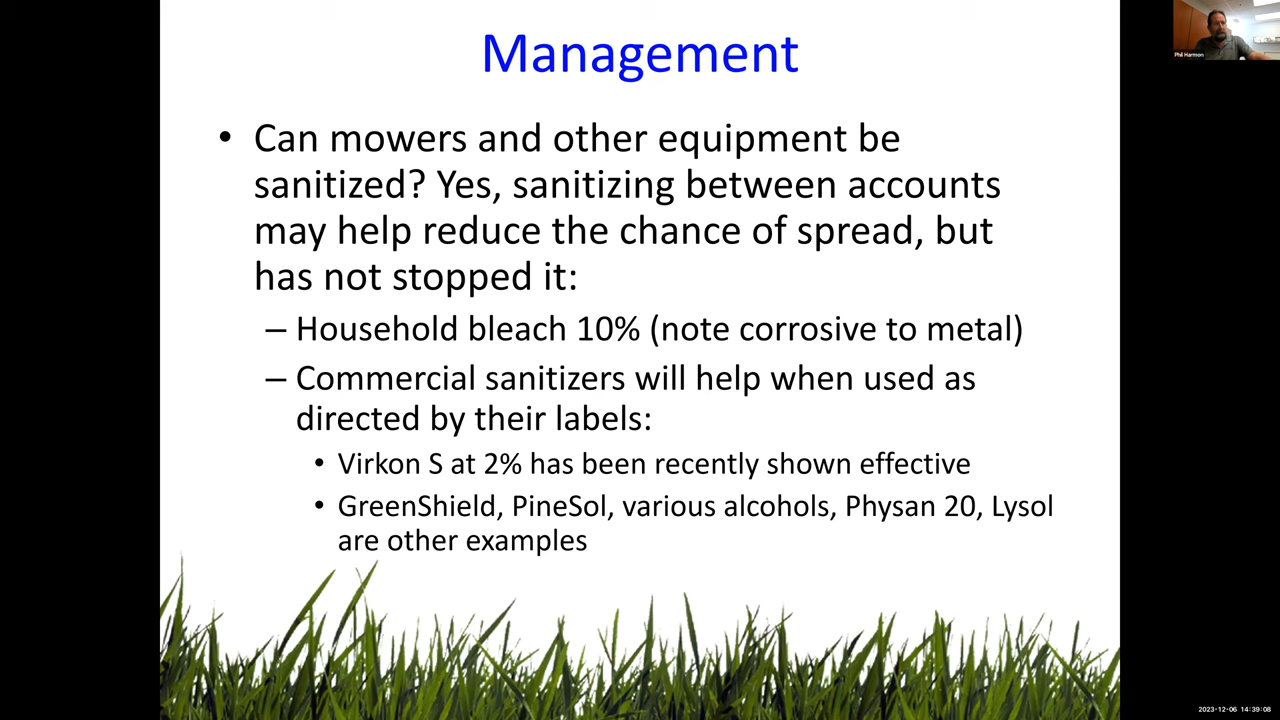 Management
• Can mowers and other equipment be
sanitized? Yes, sanitizing between accounts
may help reduce the chance of spread, but
has not stopped it:
– Household bleach 10% (note corrosive to metal)
– Commercial sanitizers will help when used as
directed by their labels:
• Virkon S at 2% has been recently shown effective
• GreenShield, PineSol, various alcohols, Physan 20, Lysol
are other examples
Phil Harmon
2023-12-06 14:39:08